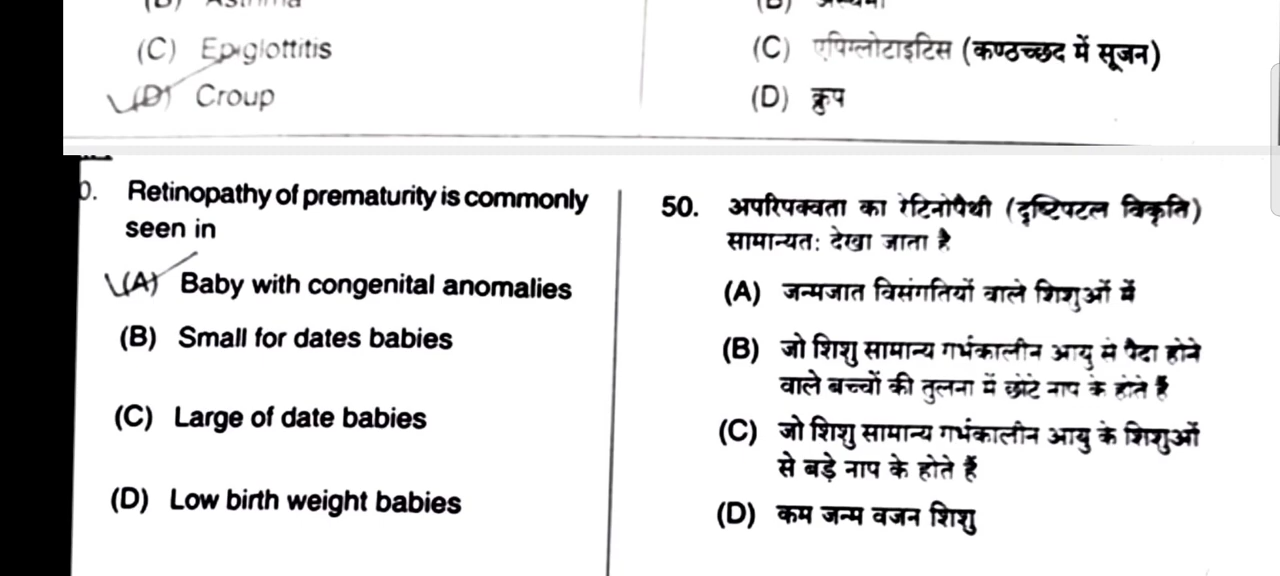 (C) Epiglottitis
(D) Croup
(C) एपिग्लोटाइटिस (कण्ठच्छद में सूजन)
(D) क्रुप
0. Retinopathy of prematurity is commonly
seen in
(A) Baby with congenital anomalies
(B) Small for dates babies
(C) Large of date babies
(D) Low birth weight babies
50. अपरिपक्वता का रेटिनोपैथी (दृष्टिपटल विकृति)
सामान्यत: देखा जाता है
(A) जन्मजात विसंगतियों वाले शिशुओं में
(B) जो शिशु सामान्य गर्भकालीन आयु से पैदा होने
वाले बच्चों की तुलना में छोटे नाप के होते हैं
(C) जो शिशु सामान्य गर्भकालीन आयु के शिशुओं
से बड़े नाप के होते हैं
(D) कम जन्म वजन शिशु